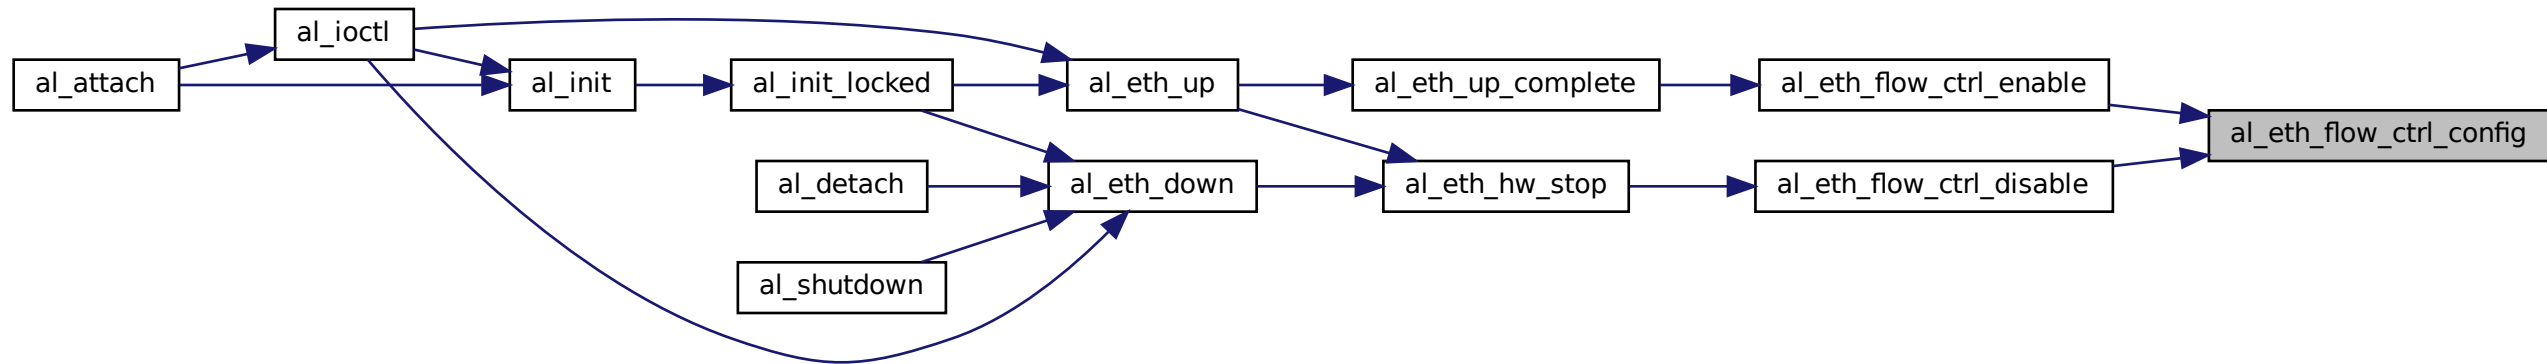 al_ioctl
al_attach
al_init
al_init_locked
al_eth_up
al_eth_up_complete
al_eth_flow_ctrl_enable
al_eth_flow_ctrl_config
al_detach
al_eth_down
al_eth_hw_stop
al_eth_flow_ctrl_disable
al_shutdown